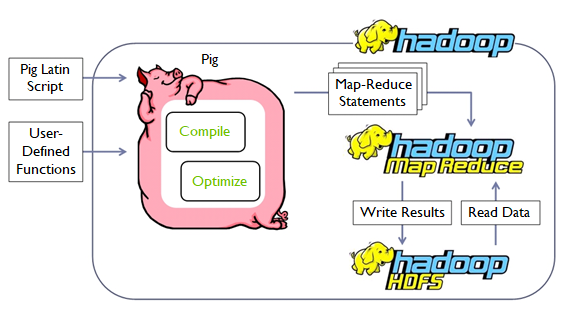 hadoop
Pig
Pig Latin
Script
Map-Reduce
Statements
User-
Defined
Functions
Compile
Optimize
hadoop
Map Reduce
Write Results
Read Data
hadoop
HDFS